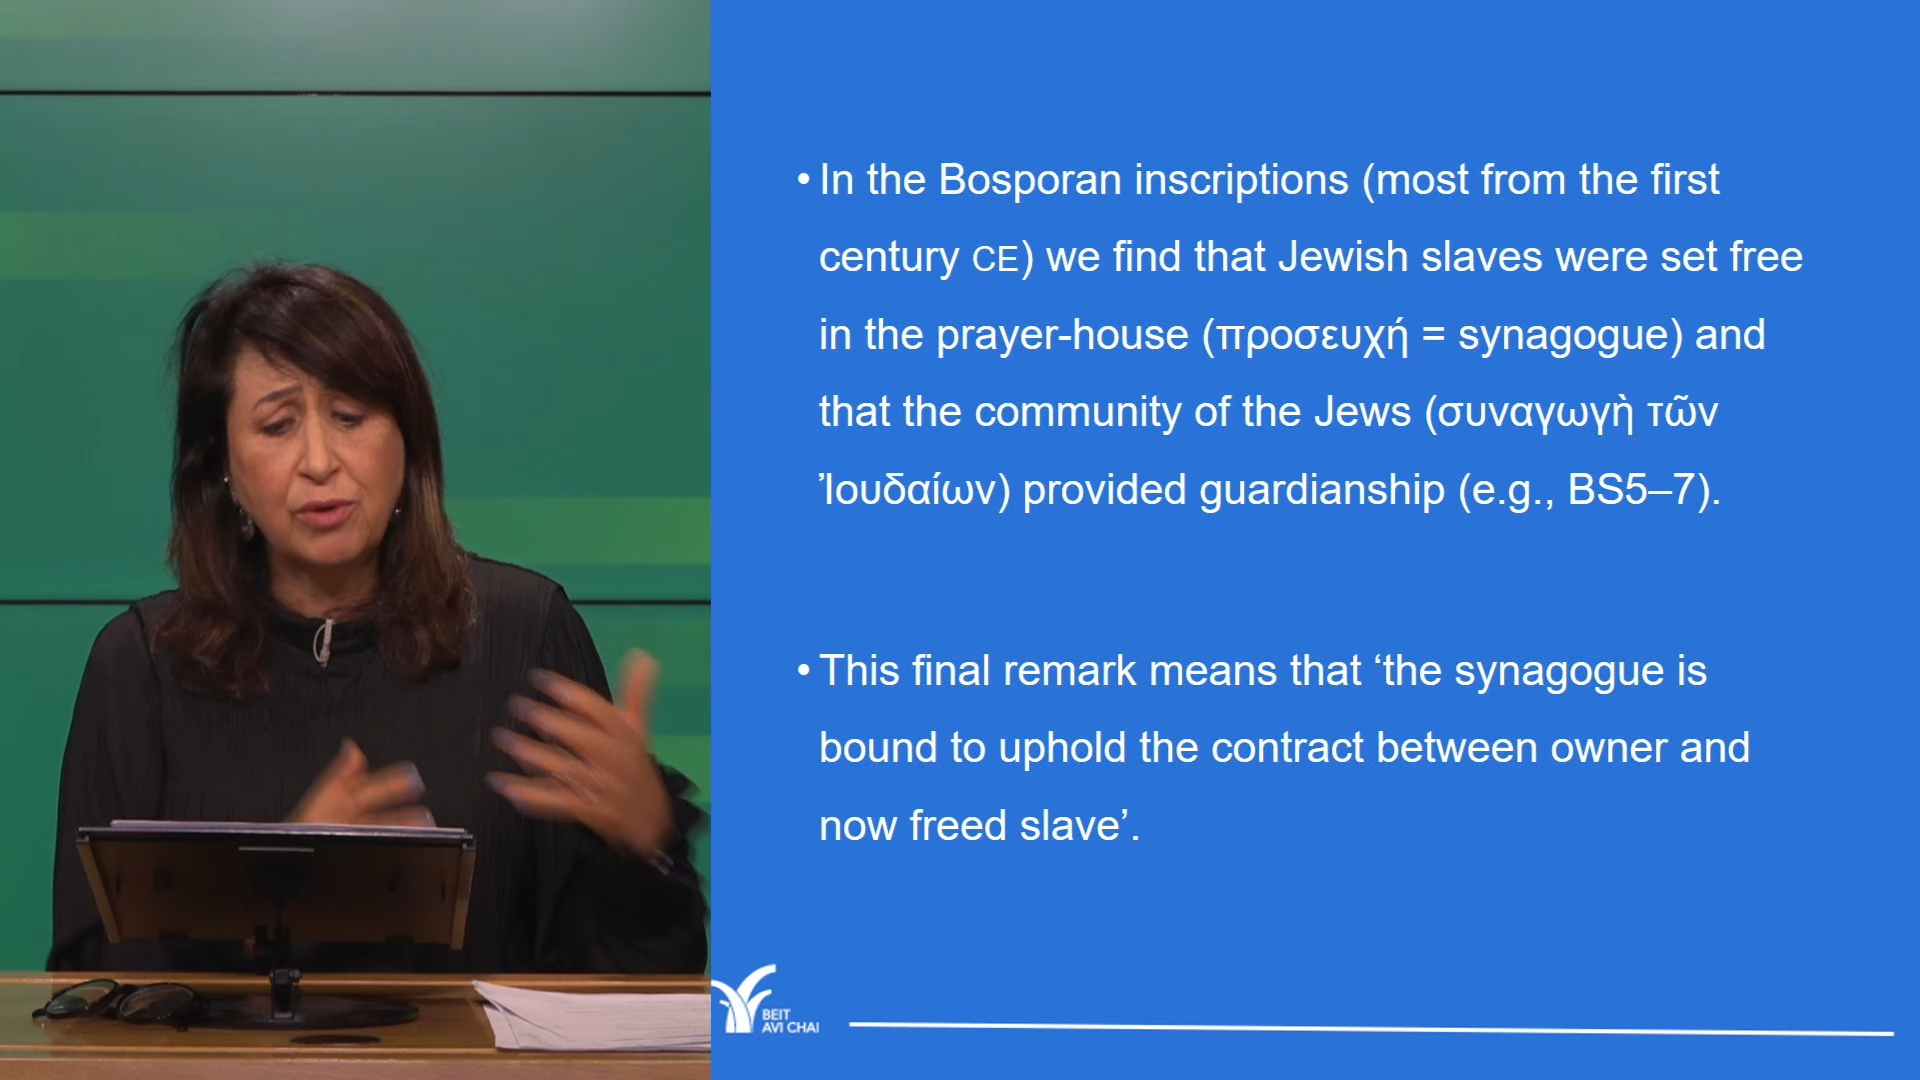 • In the Bosporan inscriptions (most from the first
century CE) we find that Jewish slaves were set free
in the prayer-house (προσευχή = synagogue) and
that the community of the Jews (συναγωγὴ τῶν
Ἰουδαίων) provided guardianship (e.g., BS5–7).
• This final remark means that ‘the synagogue is
bound to uphold the contract between owner and
now freed slave’.
BEIT
AVI CHAI